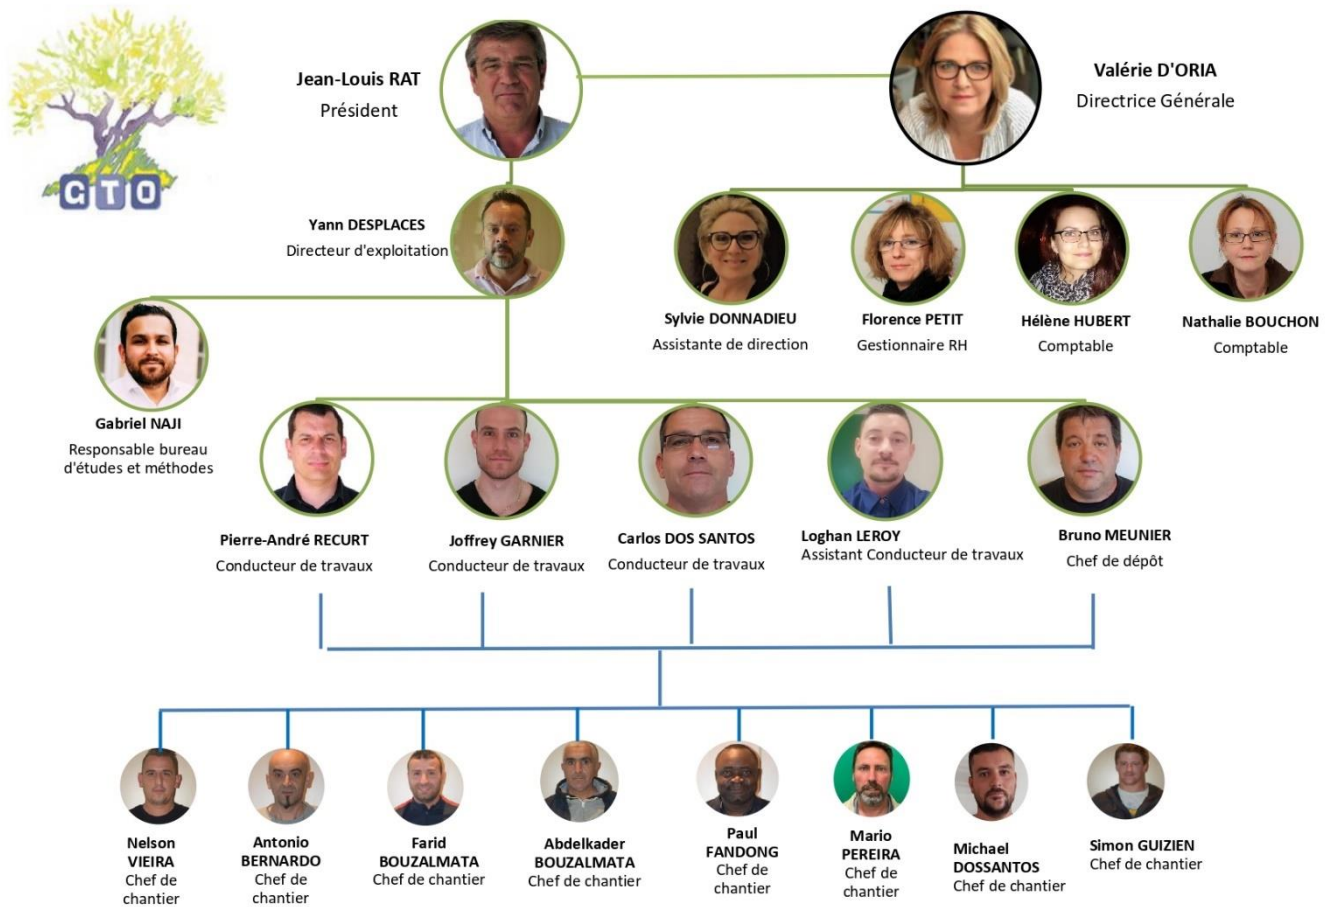 GTO
Jean-Louis RAT
Président
Valérie D'ORIA
Directrice Générale
Yann DESPLACES
Directeur d'exploitation
Sylvie DONNADIEU
Assistante de direction
Florence PETIT
Gestionnaire RH
Hélène HUBERT
Comptable
Nathalie BOUCHON
Comptable
Gabriel NAJI
Responsable bureau
d'études et méthodes
Pierre-André RECURT
Conducteur de travaux
Joffrey GARNIER
Conducteur de travaux
Carlos DOS SANTOS
Conducteur de travaux
Loghan LEROY
Assistant Conducteur de travaux
Bruno MEUNIER
Chef de dépôt
Nelson
VIEIRA
Chef de
chantier
Antonio
BERNARDO
Chef de
chantier
Farid
BOUZALMATA
Chef de chantier
Abdelkader
BOUZALMATA
Chef de chantier
Paul
FANDONG
Chef de
chantier
Mario
PEREIRA
Chef de
chantier
Michael
DOSSANTOS
Chef de chantier
Simon GUIZIEN
Chef de chantier